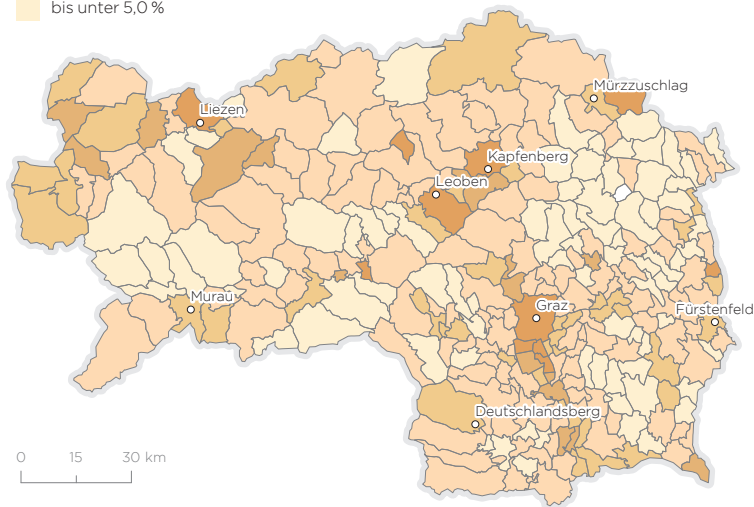 bis unter 5,0 %
Mürzzuschlag
Liezen
Kapfenberg
Leoben
Murau
Graz
Fürstenfeld
Deutschlandsberg
0 15 30 km